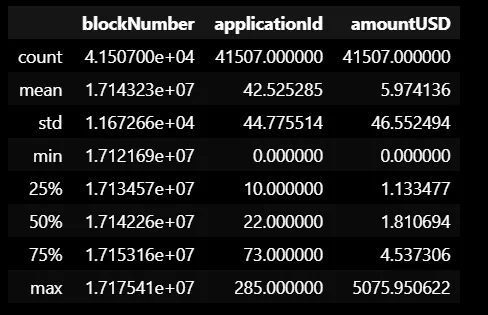 blockNumber applicationId amountUSD
count 4.150700e+04 41507.000000 41507.000000
mean 1.714323e+07 42.525285 5.974136
std 1.167266e+04 44.775514 46.552494
min 1.712169e+07 0.000000 0.000000
25% 1.713457e+07 10.000000 1.133477
50% 1.714226e+07 22.000000 1.810694
75% 1.715316e+07 73.000000 4.537306
max 1.717541e+07 285.000000 5075.950622